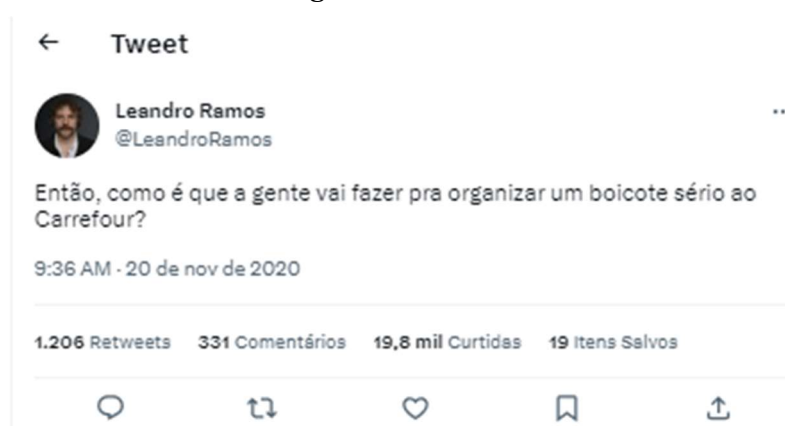 Tweet
Leandro Ramos
@LeandroRamos
Então, como é que a gente vai fazer pra organizar um boicote sério ao
Carrefour?
9:36 AM · 20 de nov de 2020
1.206 Retweets 331 Comentários 19,8 mil Curtidas 19 Itens Salvos